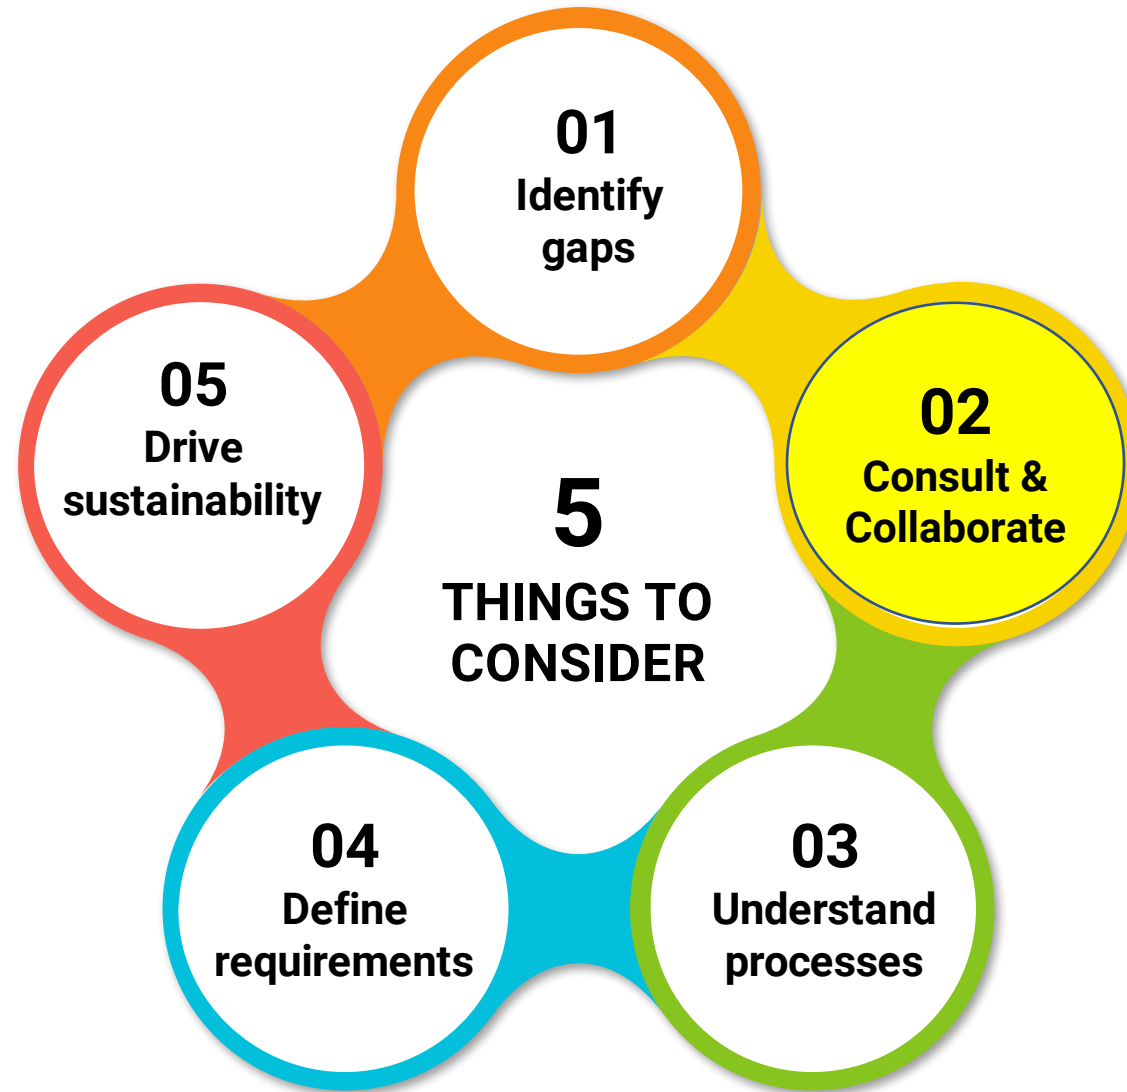 01
Identify
gaps
02
Consult &
Collaborate
03
Understand
processes
04
Define
requirements
05
Drive
sustainability
5
THINGS TO
CONSIDER